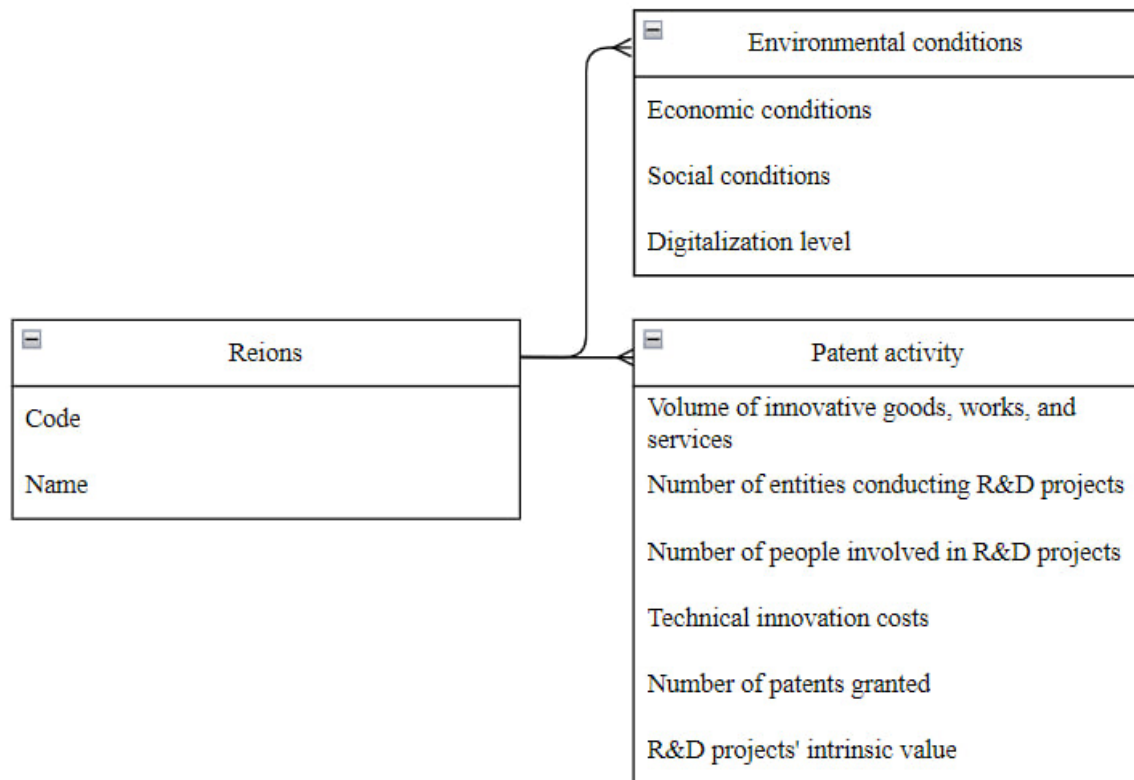 Environmental conditions
Economic conditions
Social conditions
Digitalization level
Reions
Code
Name
Patent activity
Volume of innovative goods, works, and
services
Number of entities conducting R&D projects
Number of people involved in R&D projects
Technical innovation costs
Number of patents granted
R&D projects' intrinsic value